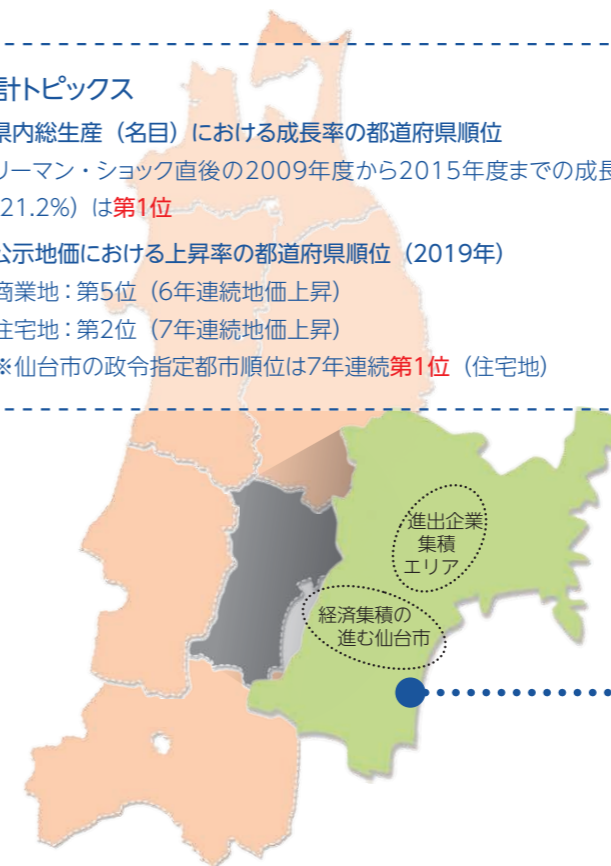 計トピックス
県内総生産（名目）における成長率の都道府県順位
リーマン・ショック直後の2009年度から2015年度までの成長
21.2%）は第1位
公示地価における上昇率の都道府県順位（2019年）
商業地：第5位（6年連続地価上昇）
住宅地：第2位（7年連続地価上昇）
※仙台市の政令指定都市順位は7年連続第1位（住宅地）
進出企業
集積
エリア
経済集積の
進む仙台市